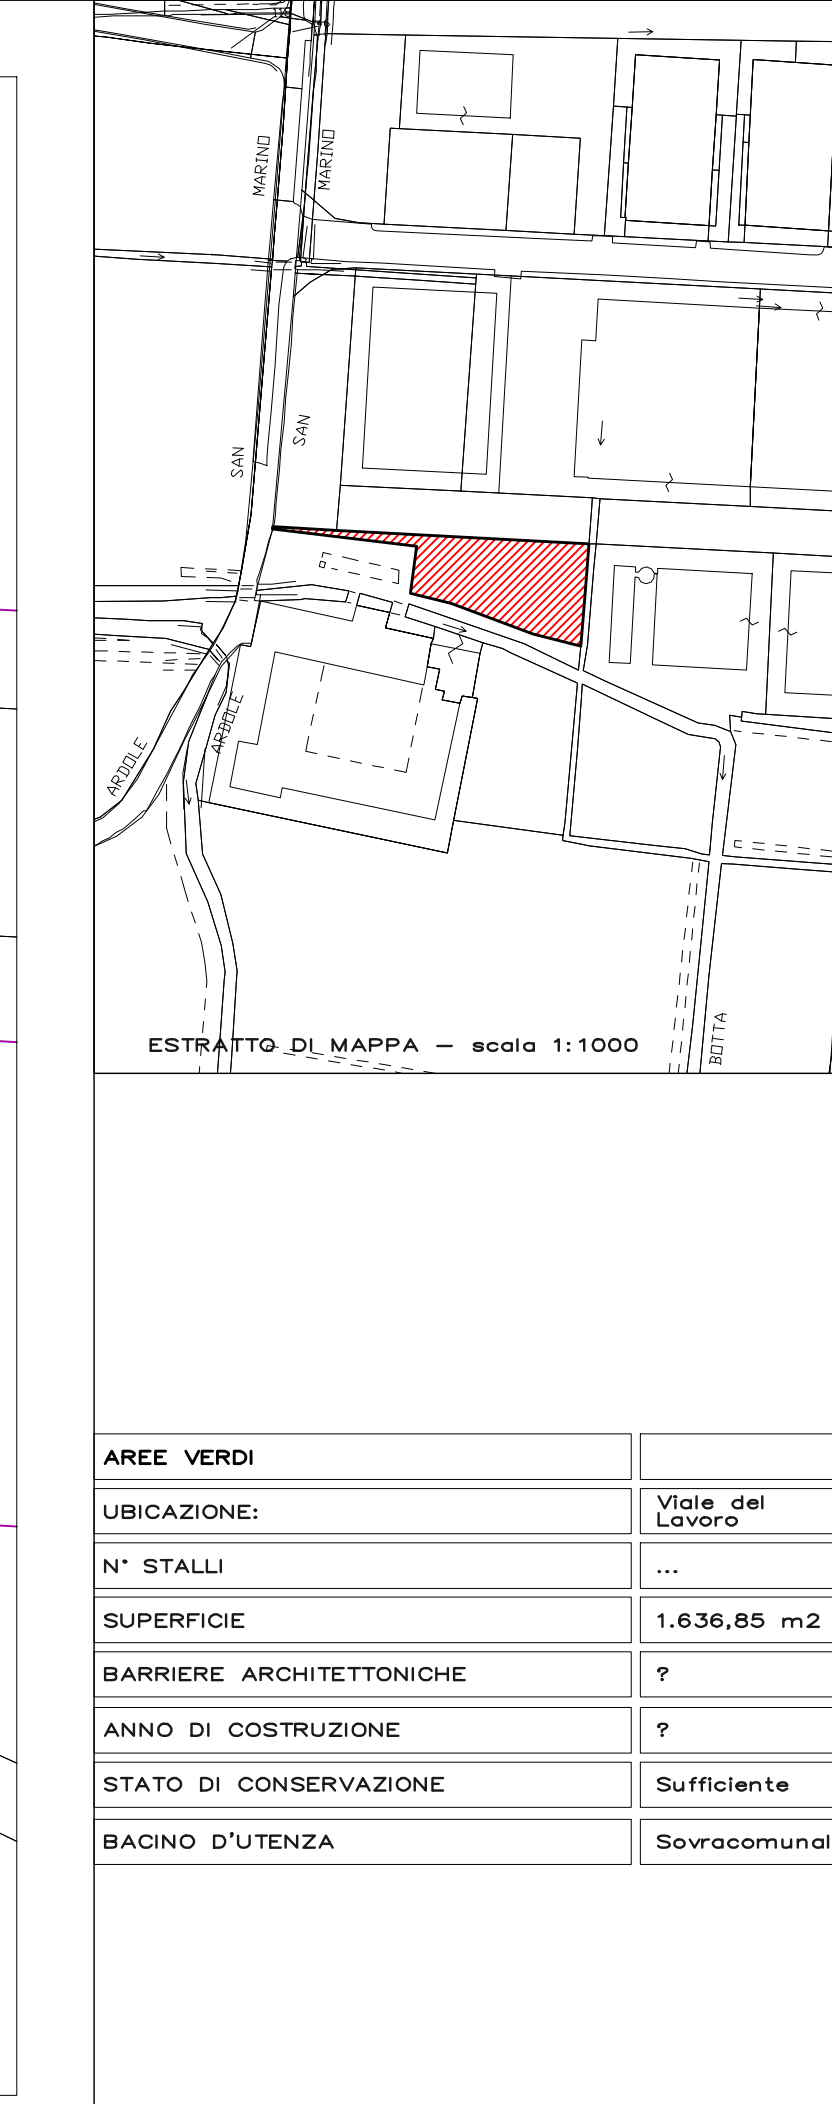 MARINO
MARINO
SAN
SAN
ARDOLE
ARDOLE
BOTTA
ESTRATTO DI MAPPA — scala 1:1000
AREE VERDI
UBICAZIONE:
Viale del
Lavoro
N° STALLI
...
SUPERFICIE
1.636,85 m2
BARRIERE ARCHITETTONICHE
?
ANNO DI COSTRUZIONE
?
STATO DI CONSERVAZIONE
Sufficiente
BACINO D'UTENZA
Sovracomunal